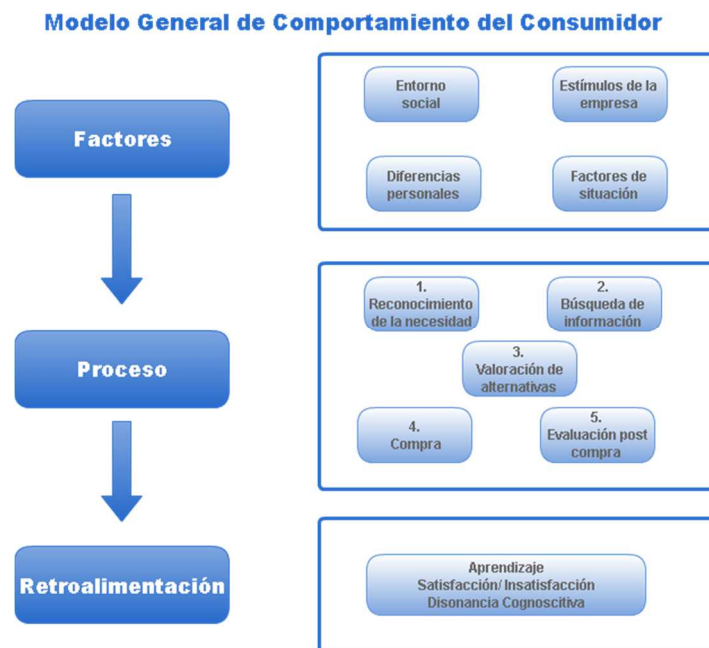 Modelo General de Comportamiento del Consumidor
Factores
Entorno
social
Estímulos de la
empresa
Diferencias
personales
Factores de
situación
Proceso
1.
Reconocimiento
de la necesidad
2.
Búsqueda de
información
3.
Valoración de
alternativas
4.
Compra
5.
Evaluación post
compra
Retroalimentación
Aprendizaje
Satisfacción/ Insatisfacción
Disonancia Cognoscitiva